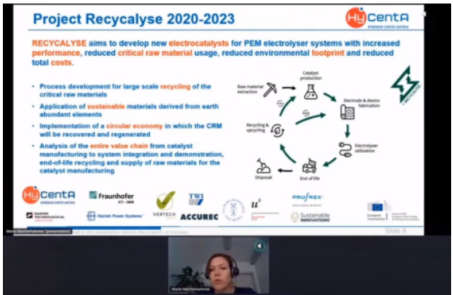 Project Recycalyse 2020-2023
HyCentA
RECYCALYSE aims to develop new electrocatalysts for PEM electrolyser systems with increased
performance, reduced critical raw material usage, reduced environmental footprint and reduced
total costs.
Process development for large scale recycling of the
critical raw materials
Application of sustainable materials derived from earth
abundant elements
Implementation of a circular economy in which the CRM
will be recovered and regenerated
Analysis of the entire value chain from catalyst
manufacturing to system integration and demonstration,
end-of-life recycling and supply of raw materials for the
catalyst manufacturing
Catalyst
production
Raw material
extraction
Electrode & device
fabrication
Recycling &
upcycling
Electrolyser
utilisation
Disposal
End of life
HyCentA
Fraunhofer
VERTECH
TWI
ACCUREC
PRÜFREX
Danish Power Systems
Sustainable
INNOVATIONS
Slide